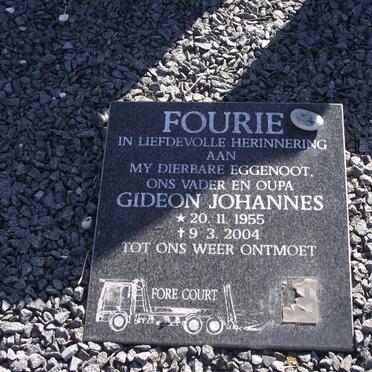 FOURIE
IN LIEFDEVOLLE HERINNERING
AAN
MY DIERBARE EGGENOOT,
ONS VADER EN OUPA
GIDEON JOHANNES
★ 20. 11. 1955
✝ 9. 3. 2004
TOT ONS WEER ONTMOET
FORE COURT